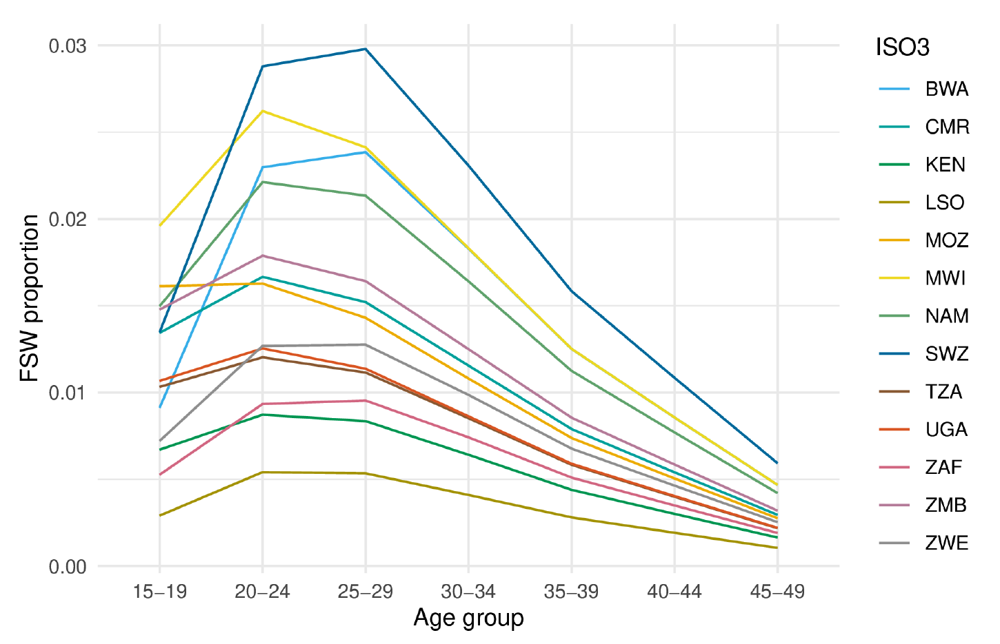 FSW proportion
0.03
0.02
0.01
0.00
15–19 20–24 25–29 30–34 35–39 40–44 45–49
Age group
ISO3
BWA
CMR
KEN
LSO
MOZ
MWI
NAM
SWZ
TZA
UGA
ZAF
ZMB
ZWE